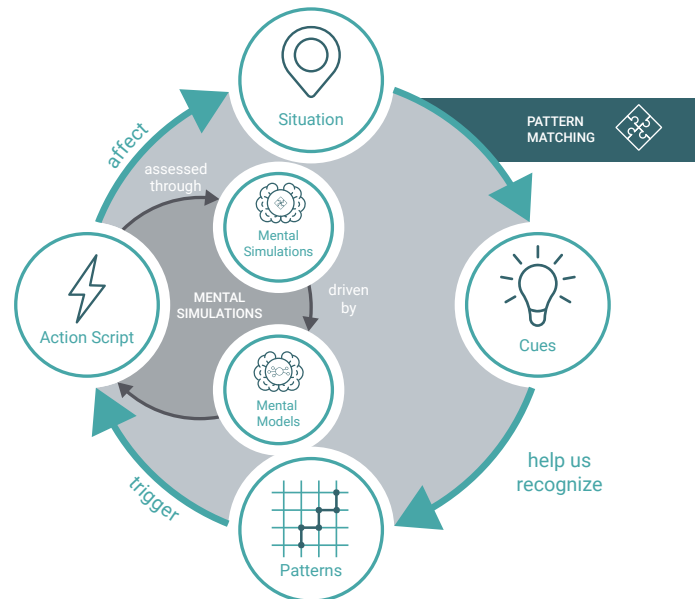 Situation
PATTERN
MATCHING
affect
assessed
through
Mental
Simulations
MENTAL
SIMULATIONS
driven
by
Action Script
Cues
Mental
Models
help us
recognize
trigger
Patterns